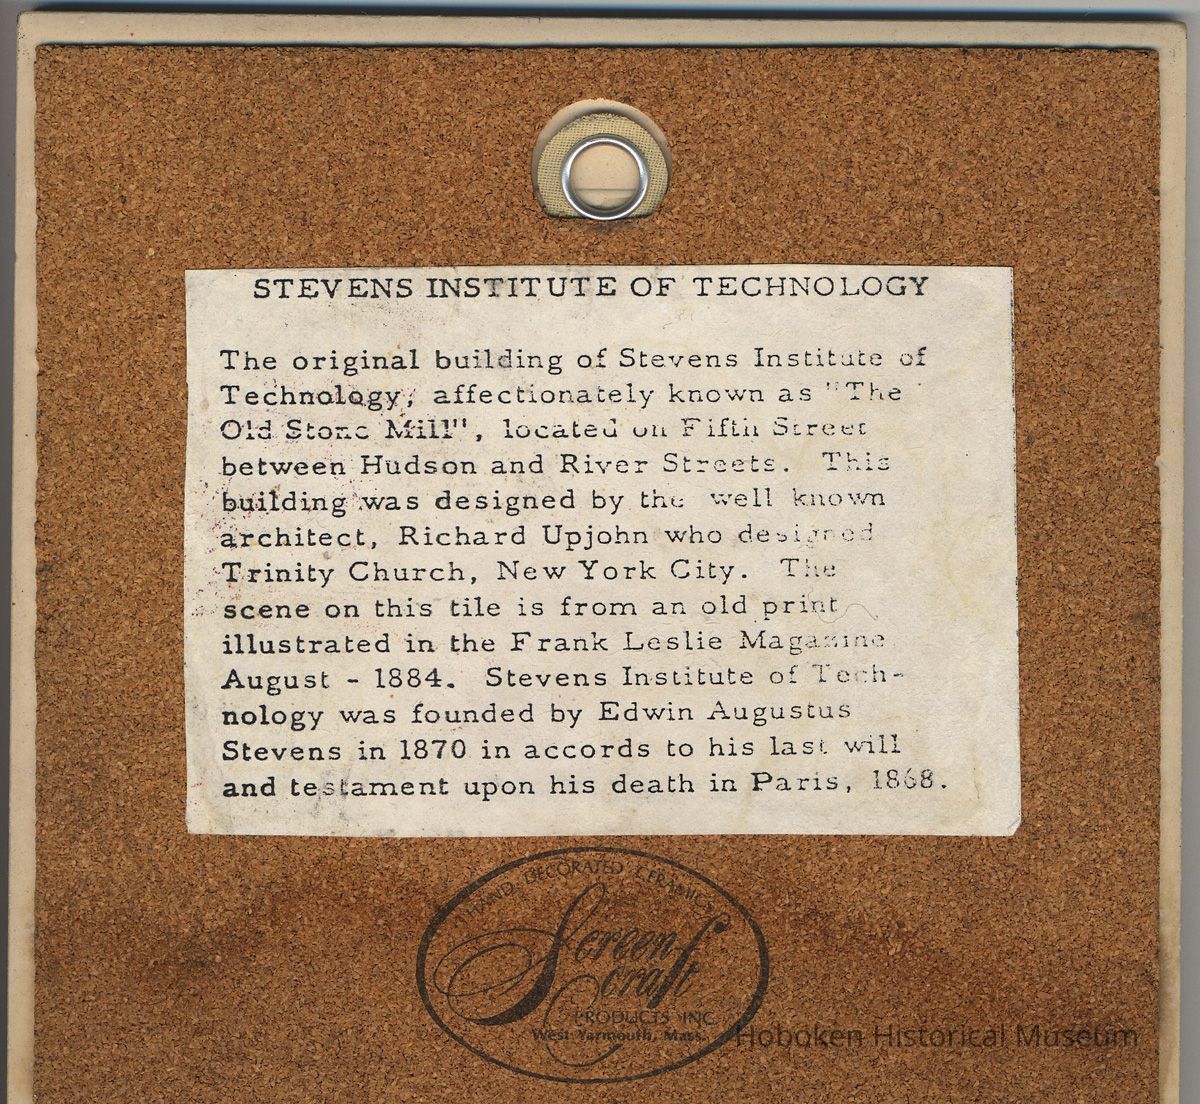 STEVENS INSTITUTE OF TECHNOLOGY
The original building of Stevens Institute of
Technology, affectionately known as "The
Old Stone Mill", located on Fifth Street
between Hudson and River Streets. This
building was designed by the well known
architect, Richard Upjohn who designed
Trinity Church, New York City. The
scene on this tile is from an old print
illustrated in the Frank Leslie Magazine
August - 1884. Stevens Institute of Tech-
nology was founded by Edwin Augustus
Stevens in 1870 in accords to his last will
and testament upon his death in Paris, 1868.
HAND DECORATED CERAMICS
Screen
craft
PRODUCTS INC.
West Yarmouth, Mass.
Hoboken Historical Museum